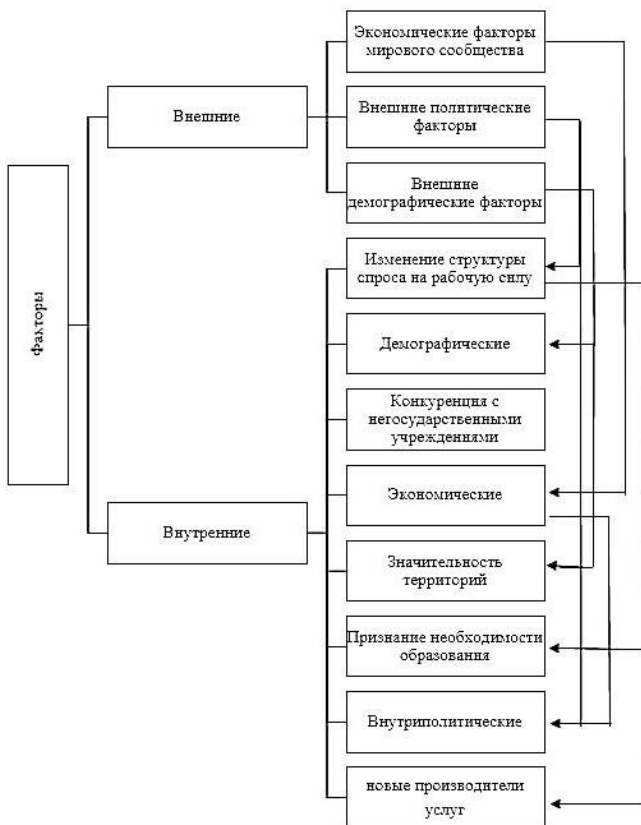 Экономические факторы
мирового сообщества
Внешние
Внешние политические
факторы
Внешние
демографические факторы
Изменение структуры
спроса на рабочую силу
Факторы
Демографические
Конкуренция с
негосударственными
учреждениями
Экономические
Внутренние
Значительность
территорий
Признание необходимости
образования
Внутриполитические
новые производители
услуг